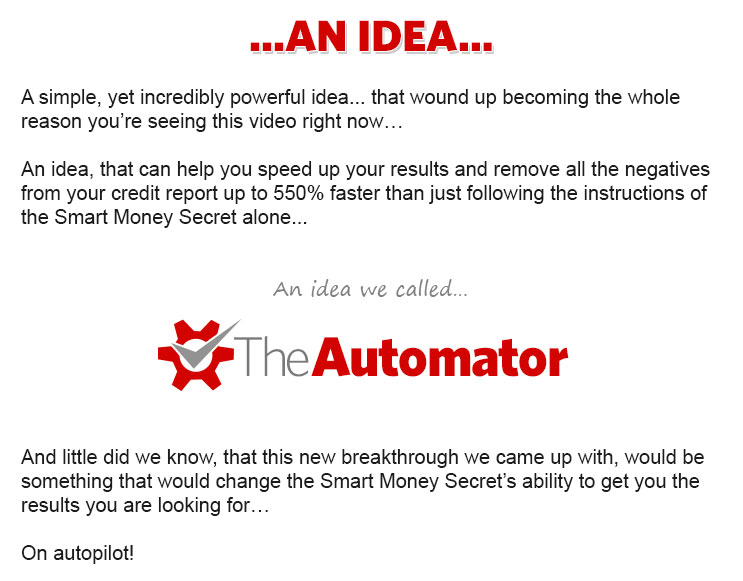 ...AN IDEA...
A simple, yet incredibly powerful idea... that wound up becoming the whole
reason you’re seeing this video right now…
An idea, that can help you speed up your results and remove all the negatives
from your credit report up to 550% faster than just following the instructions of
the Smart Money Secret alone...
An idea we called...
The Automator
And little did we know, that this new breakthrough we came up with, would be
something that would change the Smart Money Secret’s ability to get you the
results you are looking for…
On autopilot!